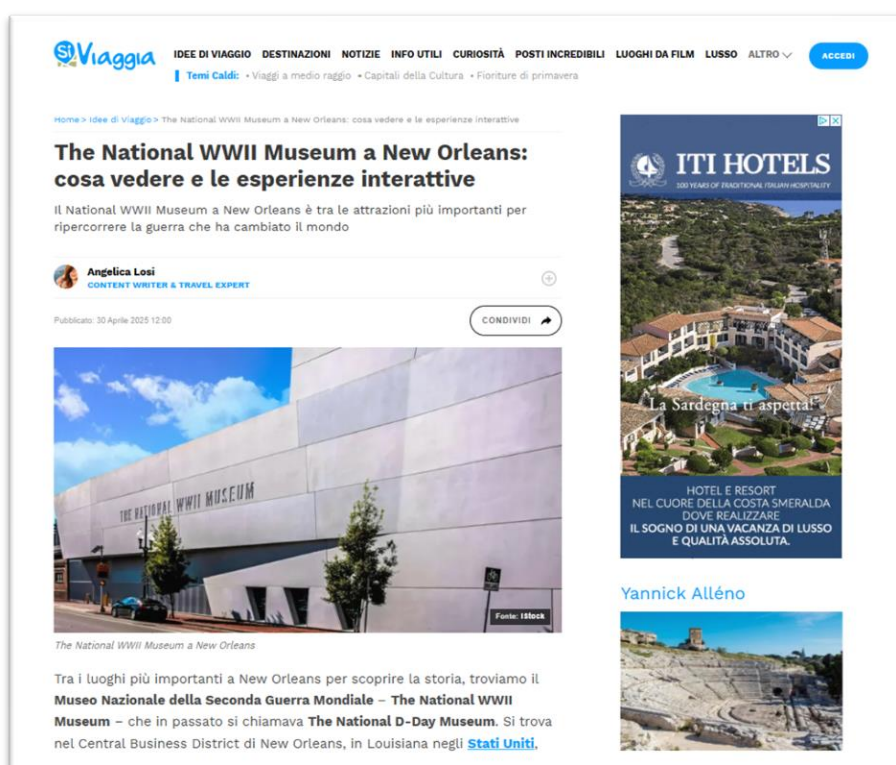 SiViaggia
IDEE DI VIAGGIO DESTINAZIONI NOTIZIE INFO UTILI CURIOSITÀ POSTI INCREDIBILI LUOGHI DA FILM LUSSO ALTRO
ACCEDI
Temi Caldi: • Viaggi a medio raggio • Capitali della Cultura • Fioriture di primavera
Home > Idee di Viaggio > The National WWII Museum a New Orleans: cosa vedere e le esperienze interattive
The National WWII Museum a New Orleans:
cosa vedere e le esperienze interattive
Il National WWII Museum a New Orleans è tra le attrazioni più importanti per
ripercorrere la guerra che ha cambiato il mondo
Angelica Losi
CONTENT WRITER & TRAVEL EXPERT
Pubblicato: 30 Aprile 2025 12:00
CONDIVIDI
THE NATIONAL WWII MUSEUM
Fonte: IStock
The National WWII Museum a New Orleans
Tra i luoghi più importanti a New Orleans per scoprire la storia, troviamo il
Museo Nazionale della Seconda Guerra Mondiale – The National WWII
Museum – che in passato si chiamava The National D-Day Museum. Si trova
nel Central Business District di New Orleans, in Louisiana negli Stati Uniti,
ITI HOTELS
100 YEARS OF TRADITIONAL ITALIAN HOSPITALITY
La Sardegna ti aspetta!
HOTEL E RESORT
NEL CUORE DELLA COSTA SMERALDA
DOVE REALIZZARE
IL SOGNO DI UNA VACANZA DI LUSSO
E QUALITÀ ASSOLUTA.
Yannick Alléno